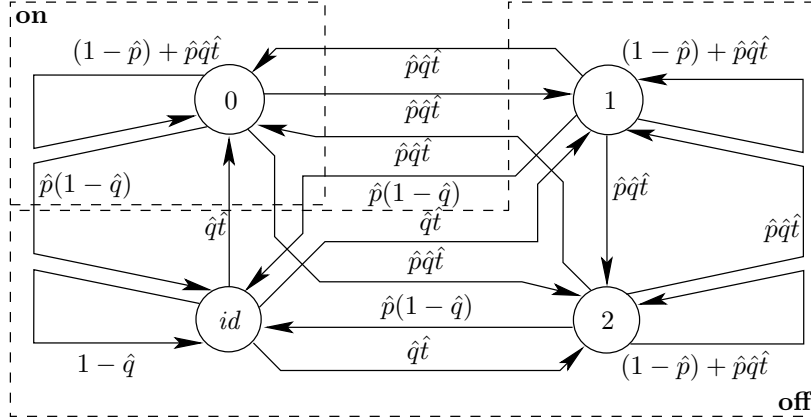 on
(1 − p̂) + p̂q̂t̂
p̂q̂t̂
(1 − p̂) + p̂q̂t̂
0
1
p̂q̂t̂
p̂q̂t̂
p̂(1 − q̂)
p̂(1 − q̂)
p̂q̂t̂
q̂t̂
q̂t̂
p̂q̂t̂
p̂q̂t̂
p̂(1 − q̂)
id
2
1 − q̂
q̂t̂
(1 − p̂) + p̂q̂t̂
off